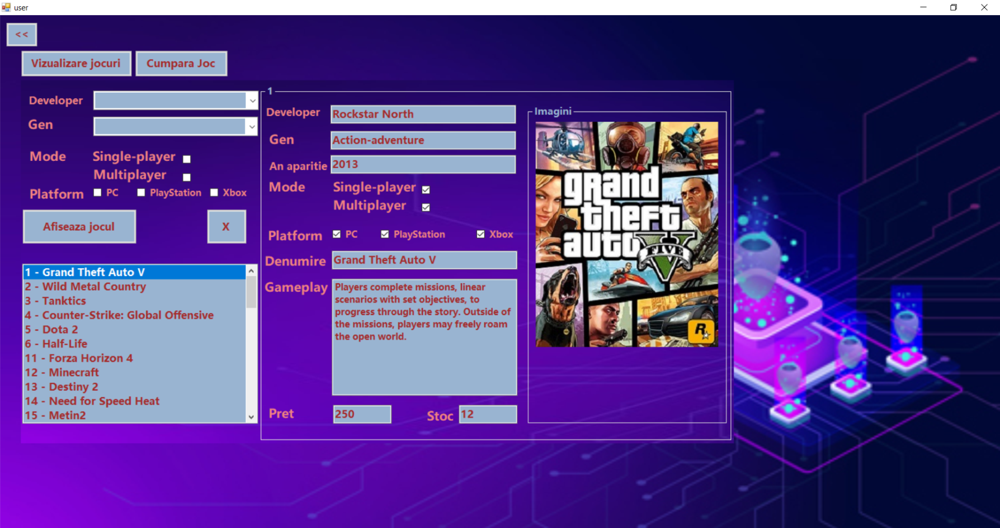 user
<<
Vizualizare jocuri
Cumpara Joc
Developer
Gen
Mode
Single-player
Multiplayer
Platform PC PlayStation Xbox
Afiseaza jocul
X
1 - Grand Theft Auto V
2 - Wild Metal Country
3 - Tanktics
4 - Counter-Strike: Global Offensive
5 - Dota 2
6 - Half-Life
11 - Forza Horizon 4
12 - Minecraft
13 - Destiny 2
14 - Need for Speed Heat
15 - Metin2
1
Developer Rockstar North
Gen Action-adventure
An aparitie 2013
Mode Single-player
Multiplayer
Platform PC PlayStation Xbox
Denumire Grand Theft Auto V
Gameplay
Players complete missions, linear
scenarios with set objectives, to
progress through the story. Outside of
the missions, players may freely roam
the open world.
Pret 250
Stoc 12
Imagini
grand
theft
auto V
FIVE
R